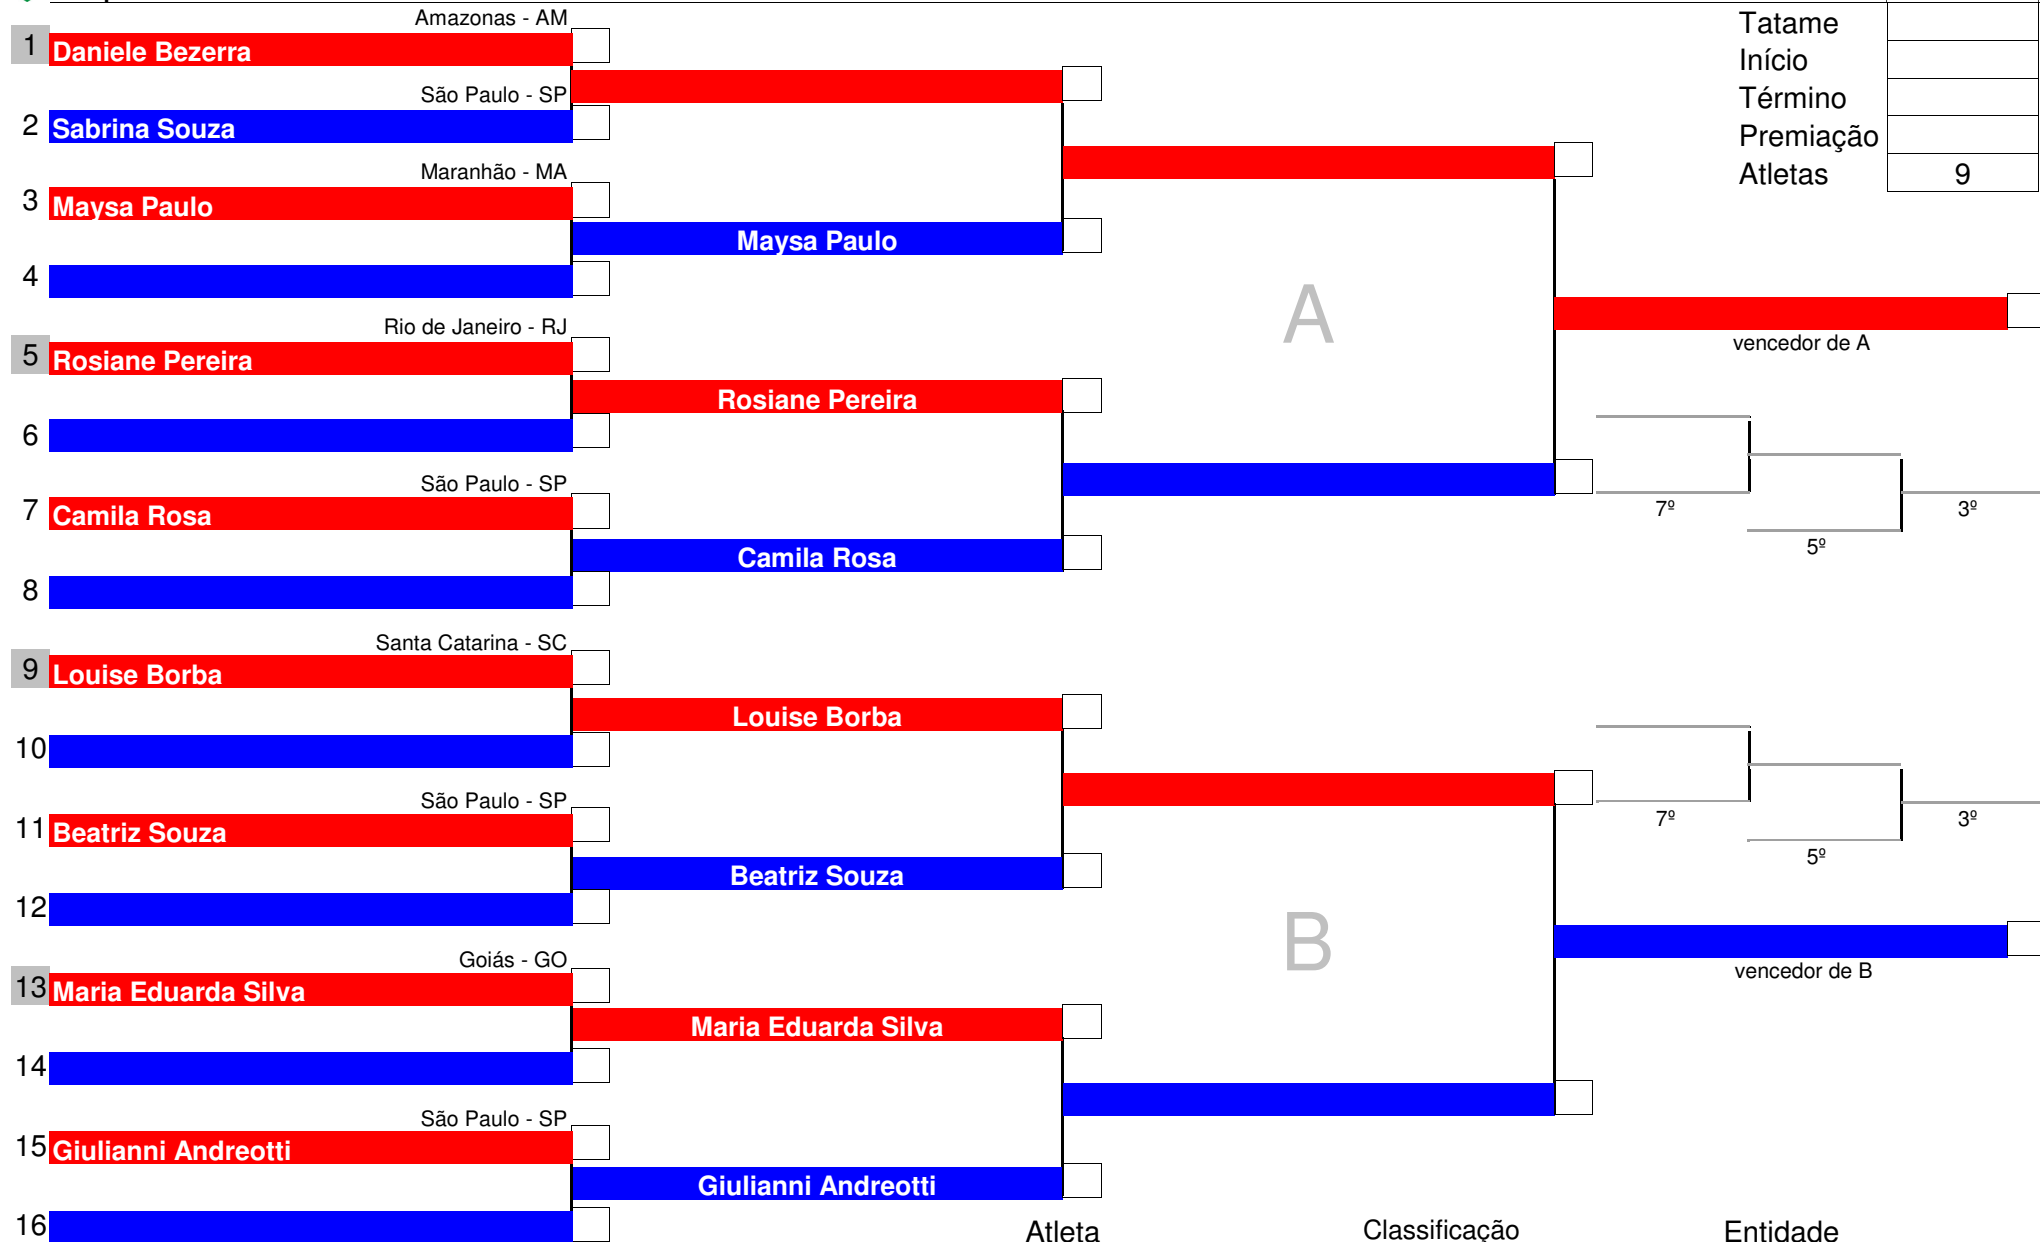 Amazonas - AM
1 Daniele Bezerra
São Paulo - SP
2 Sabrina Souza
Maranhão - MA
3 Maysa Paulo
Maysa Paulo
4
Rio de Janeiro - RJ
5 Rosiane Pereira
Rosiane Pereira
6
São Paulo - SP
7 Camila Rosa
Camila Rosa
8
Santa Catarina - SC
9 Louise Borba
Louise Borba
10
São Paulo - SP
11 Beatriz Souza
Beatriz Souza
12
Goiás - GO
13 Maria Eduarda Silva
Maria Eduarda Silva
14
São Paulo - SP
15 Giulianni Andreotti
Giulianni Andreotti
16
A
B
Tatame
Início
Término
Premiação
Atletas 9
vencedor de A
7º 3º
5º
7º 3º
5º
vencedor de B
Atleta Classificação Entidade